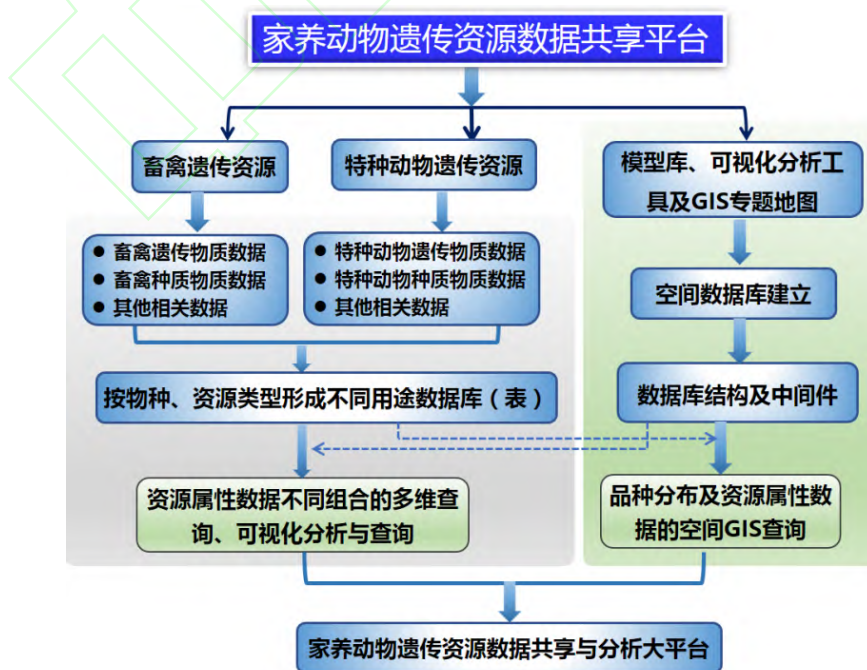 家养动物遗传资源数据共享平台
畜禽遗传资源
特种动物遗传资源
模型库、可视化分析工
具及GIS专题地图
● 畜禽遗传物质数据
● 畜禽种质物质数据
● 其他相关数据
● 特种动物遗传物质数据
● 特种动物种质物质数据
● 其他相关数据
空间数据库建立
按物种、资源类型形成不同用途数据库（表）
数据库结构及中间件
资源属性数据不同组合的多维查
询、可视化分析与查询
品种分布及资源属性数
据的空间GIS查询
家养动物遗传资源数据共享与分析大平台